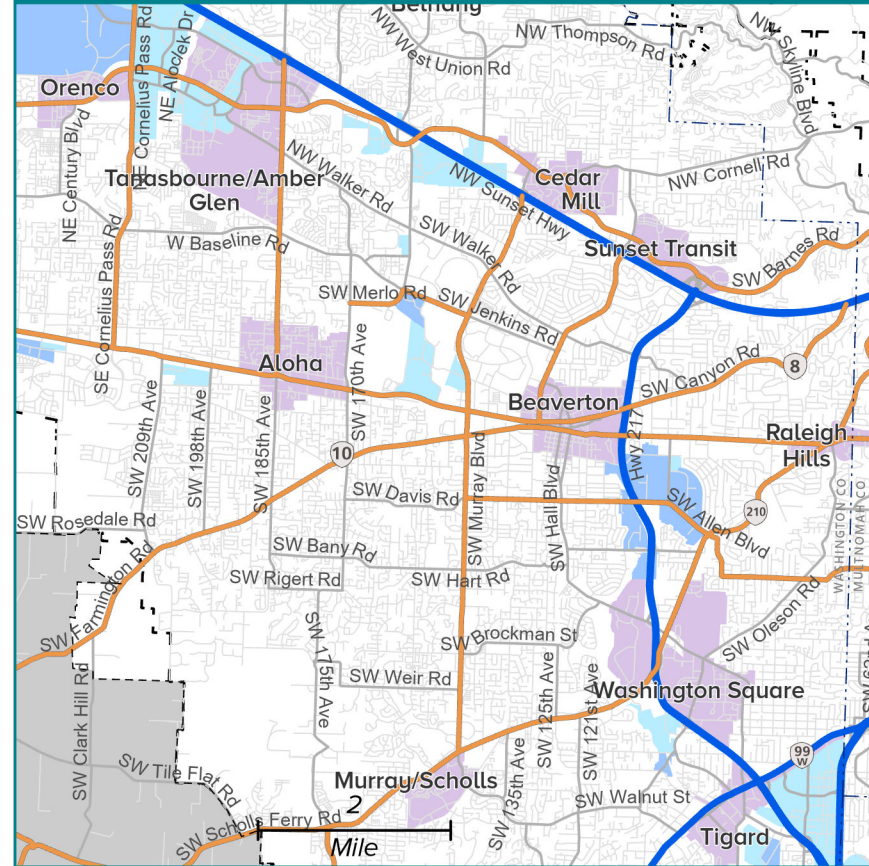 Bethany
NW Thompson Rd
NW Skyline Blvd
NW West Union Rd
NE Cornelius Pass Rd
NE Aloclek Dr
Orenco
NE Century Blvd
Tanasbourne/Amber
Glen
NW Walker Rd
NW Sunset Hwy
Cedar
Mill
NW Cornell Rd
SE Cornelius Pass Rd
W Baseline Rd
SW Walker Rd
Sunset Transit
SW Barnes Rd
SW Merlo Rd
SW Jenkins Rd
Aloha
SW 170th Ave
SW Canyon Rd
8
Beaverton
Hwy 217
Raleigh
Hills
SW 209th Ave
SW 198th Ave
SW 185th Ave
10
SW Murray Blvd
SW Hall Blvd
SW Davis Rd
SW Allen Blvd
210
WASHINGTON CO
MULTNOMAH CO
SW Rosedale Rd
SW Farmington Rd
SW Bany Rd
SW Rigert Rd
SW Hart Rd
SW 175th Ave
SW Brockman St
SW Oleson Rd
SW Weir Rd
SW 125th Ave
SW 121st Ave
Washington Square
SW Clark Hill Rd
SW Tile Flat Rd
Murray/Scholls
SW 135th Ave
99
W
SW Walnut St
SW Scholls Ferry Rd
2
Mile
Tigard